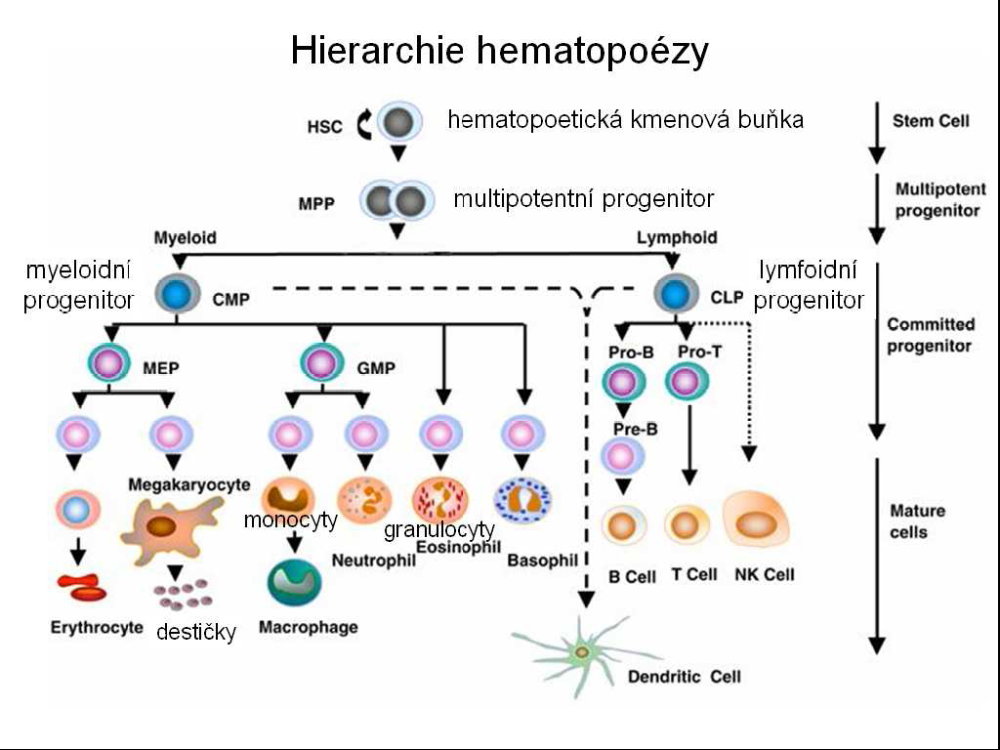 Hierarchie hematopoézy
HSC
hematopoetická kmenová buňka
Stem Cell
MPP
multipotentní progenitor
Multipotent
progenitor
Myeloid
Lymphoid
myeloidní
progenitor
CMP
CLP
lymfoidní
progenitor
Committed
progenitor
MEP
GMP
Pro-B
Pro-T
Pre-B
Megakaryocyte
monocyty
granulocyty
Eosinophil
Neutrophil
Basophil
Mature
cells
B Cell
T Cell
NK Cell
Erythrocyte
destičky
Macrophage
Dendritic Cell